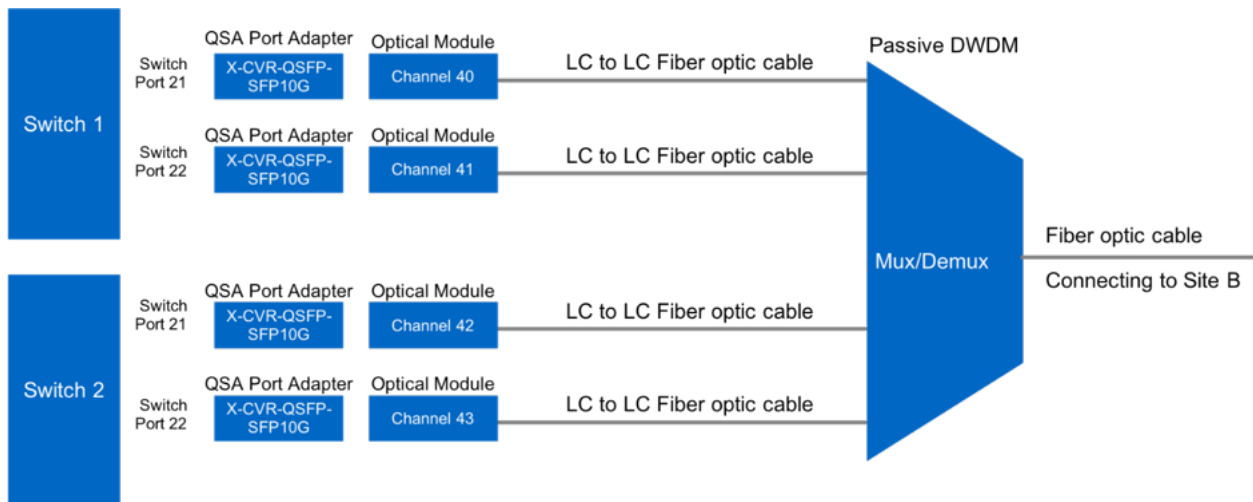 QSA Port Adapter
Optical Module
Passive DWDM
Switch
Port 21
X-CVR-QSFP-
SFP10G
Channel 40
LC to LC Fiber optic cable
Switch 1
QSA Port Adapter
Optical Module
Switch
Port 22
X-CVR-QSFP-
SFP10G
Channel 41
LC to LC Fiber optic cable
Mux/Demux
Fiber optic cable
Connecting to Site B
QSA Port Adapter
Optical Module
Switch
Port 21
X-CVR-QSFP-
SFP10G
Channel 42
LC to LC Fiber optic cable
Switch 2
QSA Port Adapter
Optical Module
Switch
Port 22
X-CVR-QSFP-
SFP10G
Channel 43
LC to LC Fiber optic cable